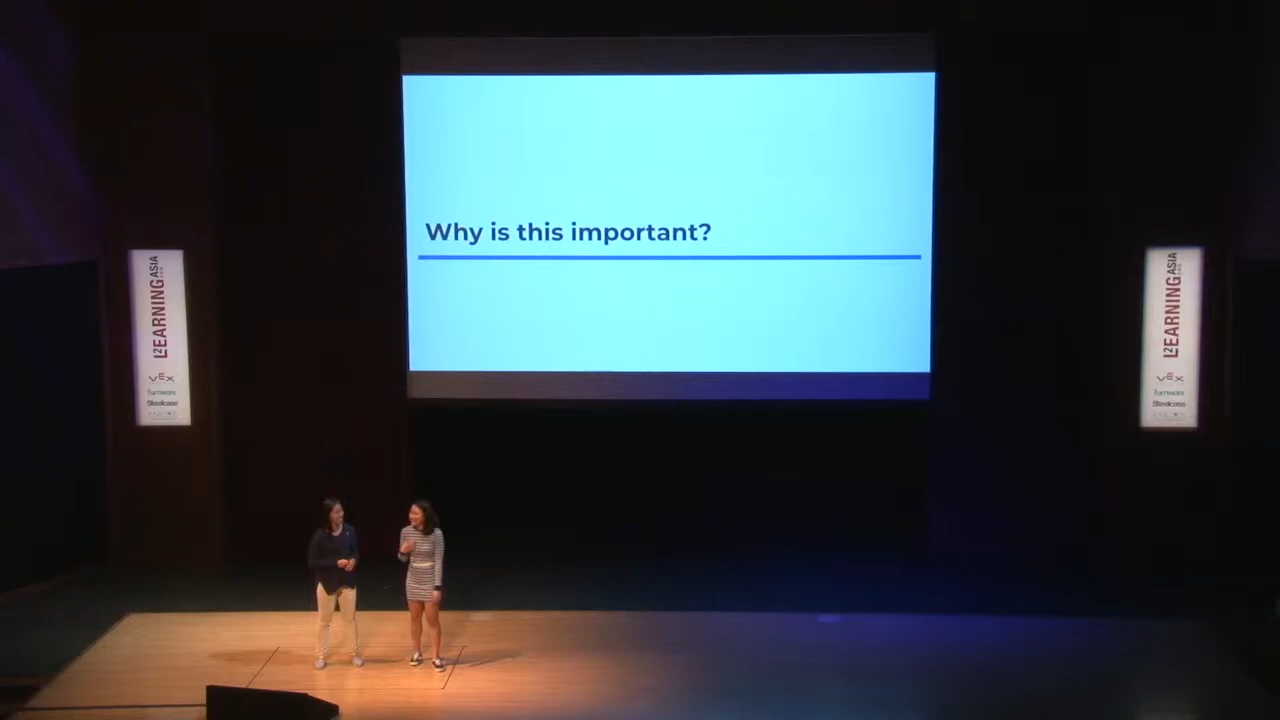 Why is this important?
L2EARNING ASIA
VEX
Steelcase
L2EARNING ASIA
VEX
Steelcase